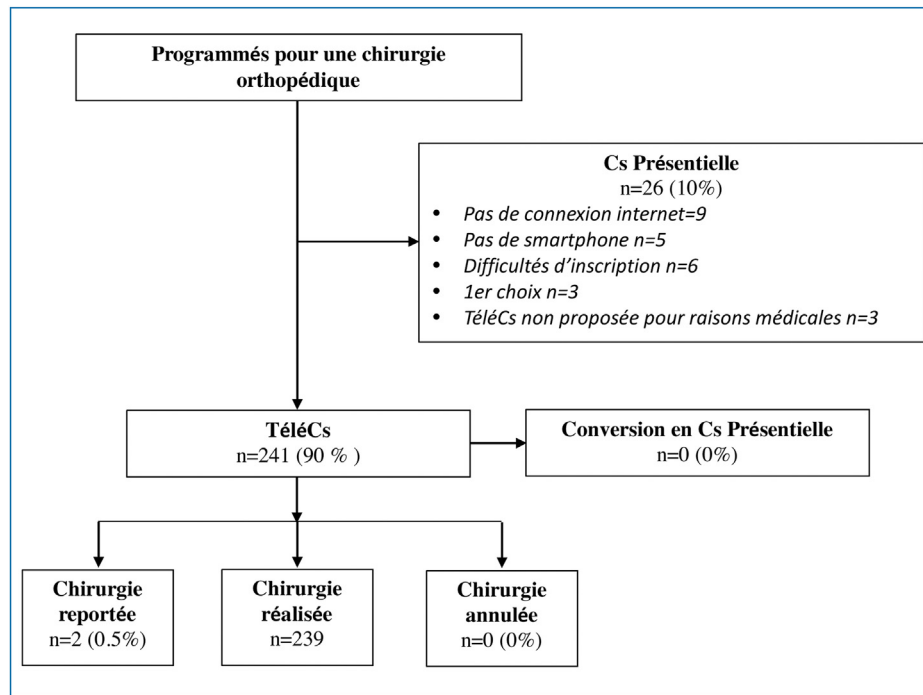 Programmés pour une chirurgie
orthopédique
Cs Présentielle
n=26 (10%)
• Pas de connexion internet=9
• Pas de smartphone n=5
• Difficultés d'inscription n=6
• 1er choix n=3
• TéléCs non proposée pour raisons médicales n=3
TéléCs
n=241 (90 % )
Conversion en Cs Présentielle
n=0 (0%)
Chirurgie
reportée
n=2 (0.5%)
Chirurgie
réalisée
n=239
Chirurgie
annulée
n=0 (0%)